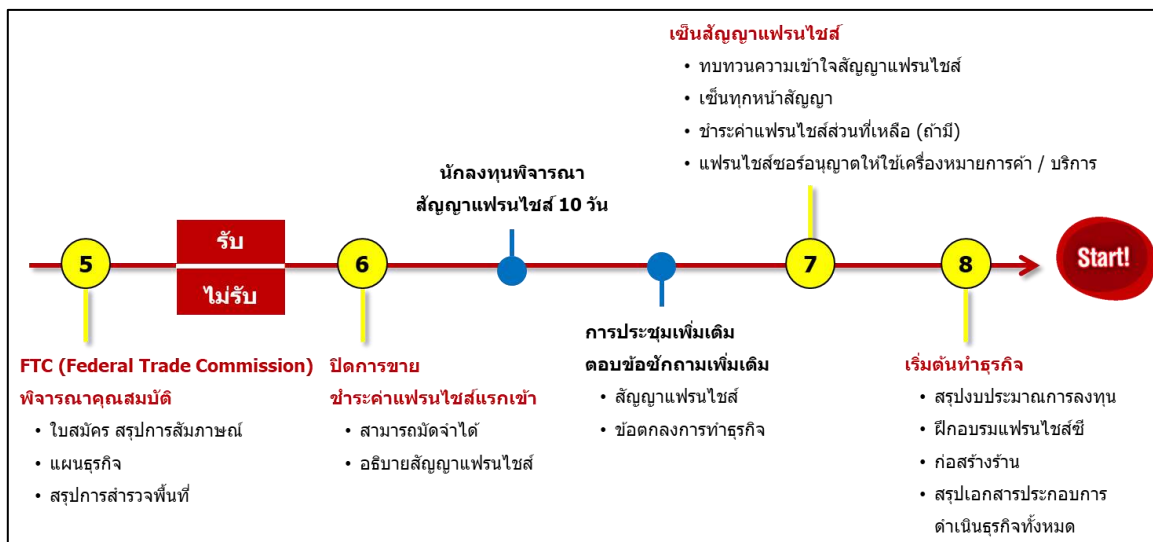 เซ็นสัญญาแฟรนไชส์
• ทบทวนความเข้าใจสัญญาแฟรนไชส์
• เซ็นทุกหน้าสัญญา
• ชำระค่าแฟรนไชส์ส่วนที่เหลือ (ถ้ามี)
• แฟรนไชส์ซอร์อนุญาตให้ใช้เครื่องหมายการค้า / บริการ
นักลงทุนพิจารณา
สัญญาแฟรนไชส์ 10 วัน
5
รับ
ไม่รับ
6
7
8
Start!
FTC (Federal Trade Commission)
พิจารณาคุณสมบัติ
• ใบสมัคร สรุปการสัมภาษณ์
• แผนธุรกิจ
• สรุปการสำรวจพื้นที่
ปิดการขาย
ชำระค่าแฟรนไชส์แรกเข้า
• สามารถมัดจำได้
• อธิบายสัญญาแฟรนไชส์
การประชุมเพิ่มเติม
ตอบข้อซักถามเพิ่มเติม
• สัญญาแฟรนไชส์
• ข้อตกลงการทำธุรกิจ
เริ่มต้นทำธุรกิจ
• สรุปงบประมาณการลงทุน
• ฝึกอบรมแฟรนไชส์ซี
• ก่อสร้างร้าน
• สรุปเอกสารประกอบการ
ดำเนินธุรกิจทั้งหมด